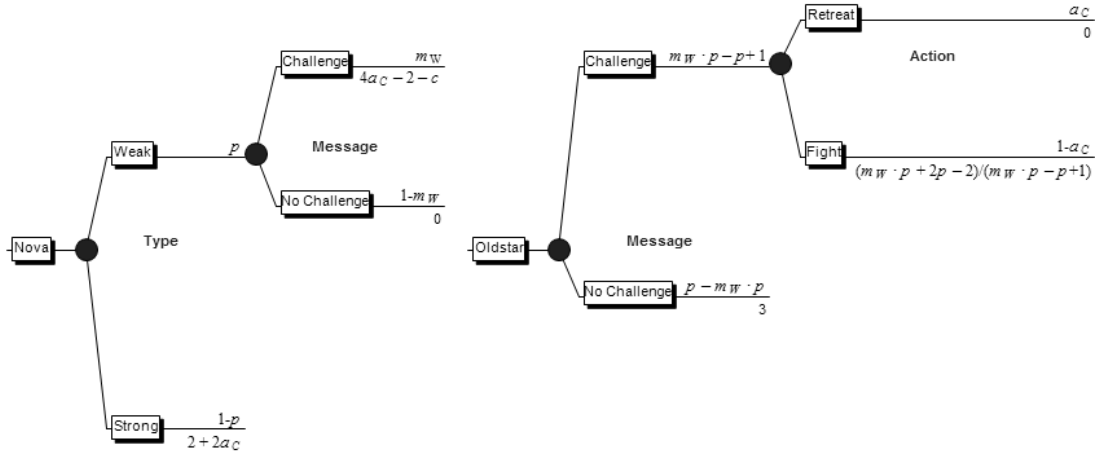 Nova
Type
Weak
p
Message
Challenge
m_W
4a_C − 2 − c
No Challenge
1-m_W
0
Strong
1-p
2 + 2a_C
Oldstar
Message
Challenge
m_W · p − p + 1
Action
Retreat
a_C
0
Fight
1-a_C
(m_W · p + 2p − 2)/(m_W · p − p + 1)
No Challenge
p − m_W · p
3